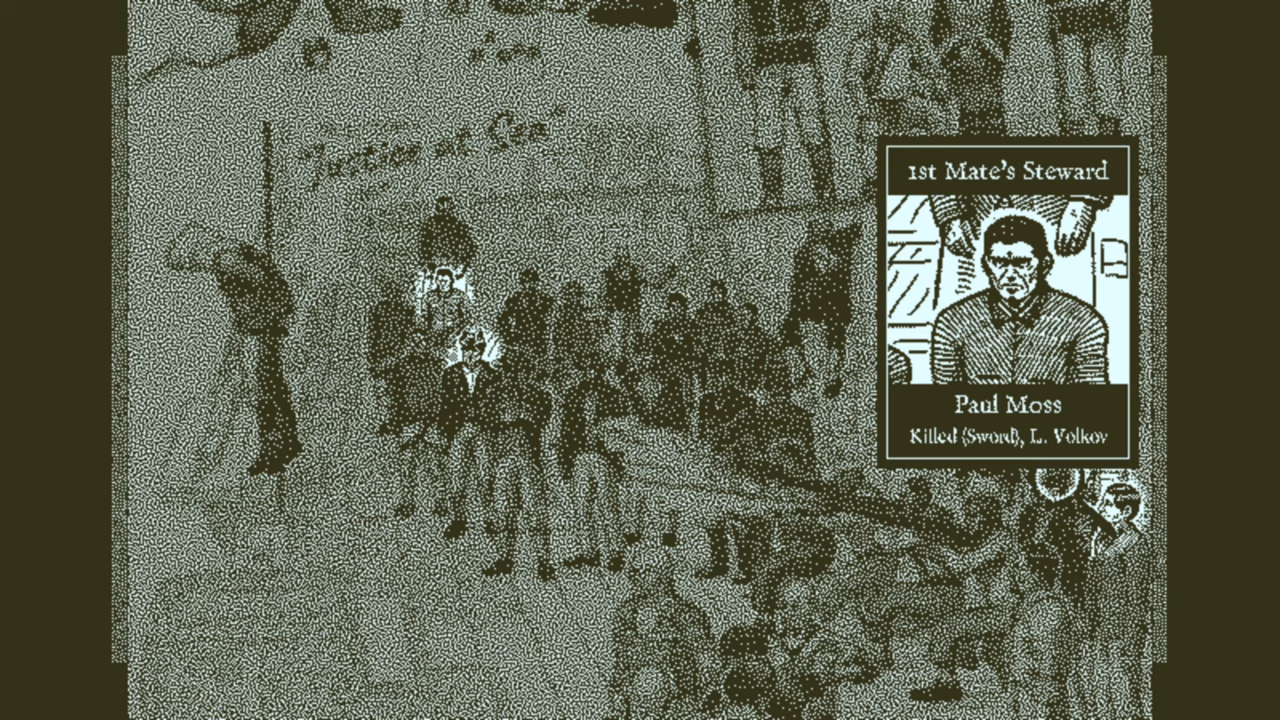 "Justice at Sea"
1st Mate's Steward
Paul Moss
Killed (Sword), L. Volkov